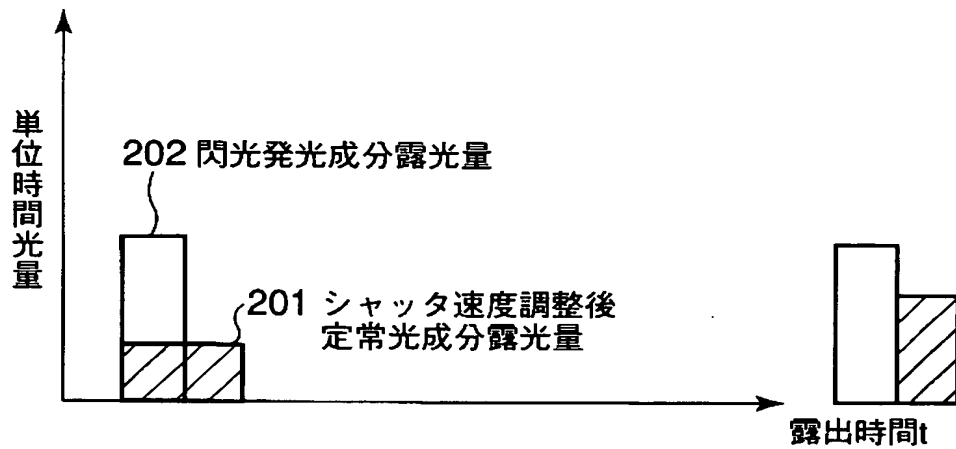 単位時間光量
202 閃光発光成分露光量
201 シャッタ速度調整後
定常光成分露光量
露出時間t